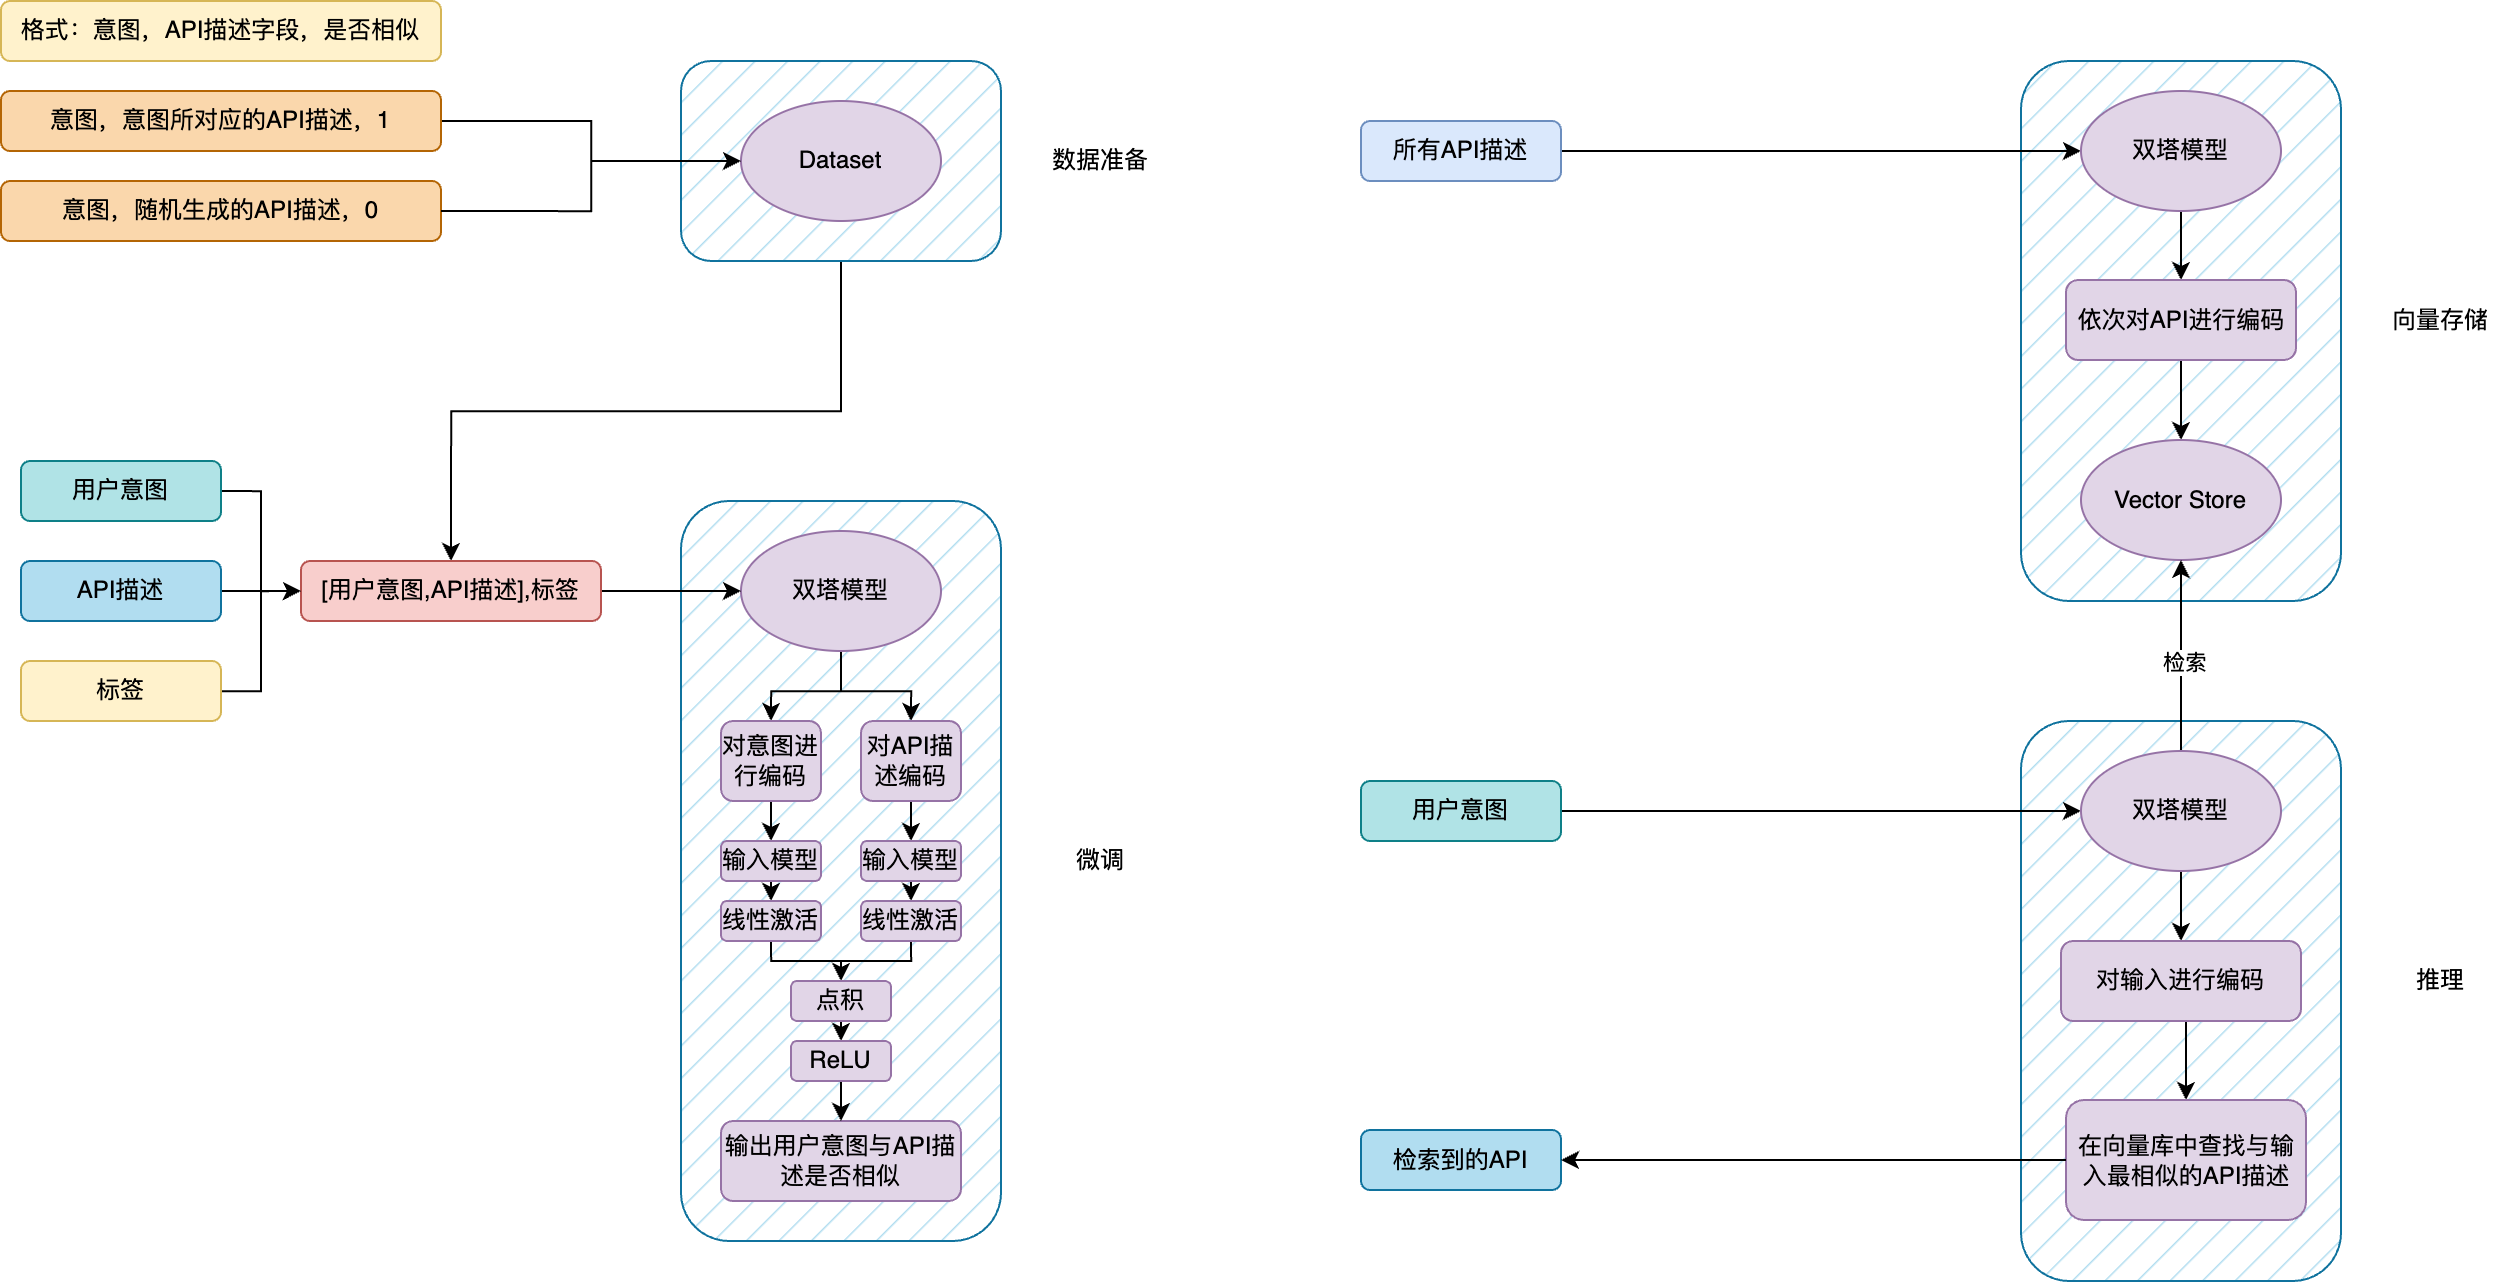 格式：意图，API描述字段，是否相似
意图，意图所对应的API描述，1
意图，随机生成的API描述，0
Dataset
数据准备
用户意图
API描述
标签
[用户意图,API描述],标签
双塔模型
对意图进
行编码
对API描
述编码
输入模型
输入模型
线性激活
线性激活
点积
ReLU
输出用户意图与API描
述是否相似
微调
所有API描述
双塔模型
依次对API进行编码
Vector Store
向量存储
检索
用户意图
双塔模型
对输入进行编码
推理
在向量库中查找与输
入最相似的API描述
检索到的API